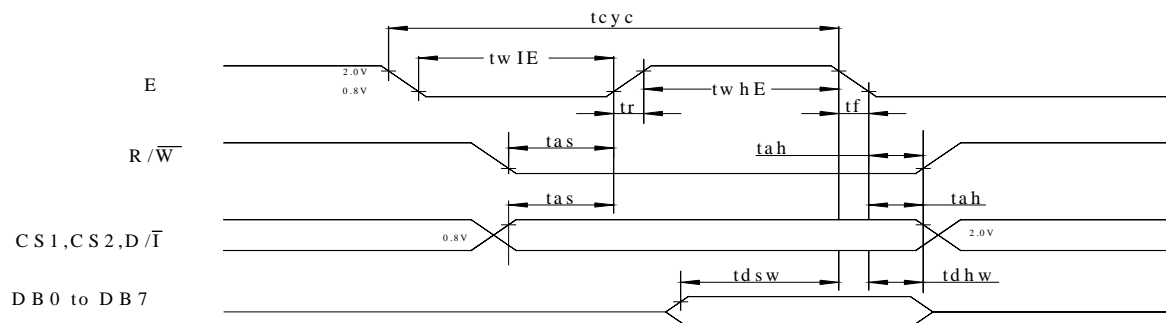 tcyc
twIE
2.0V
E
0.8V
twhE
tr
tf
R/W̅
tas
tah
tas
tah
CS1,CS2,D/I̅
0.8V
2.0V
tdsw
tdhw
DB0 to DB7